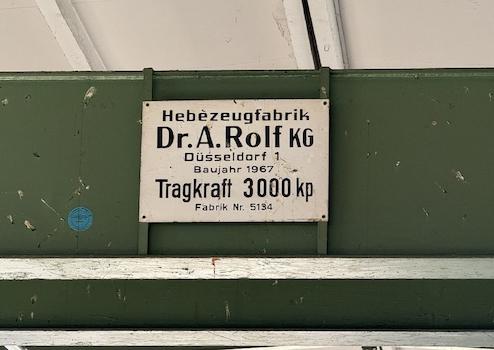 Hebezeugfabrik
Dr. A. Rolf KG
Düsseldorf 1
Baujahr 1967
Tragkraft 3000 kp
Fabrik Nr. 5134